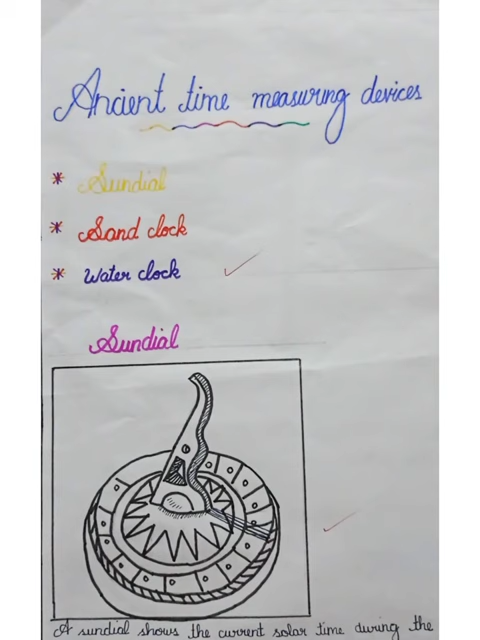 Ancient time measuring devices
* Sundial
* Sand clock
* Water clock
Sundial
A sundial shows the current solar time during the